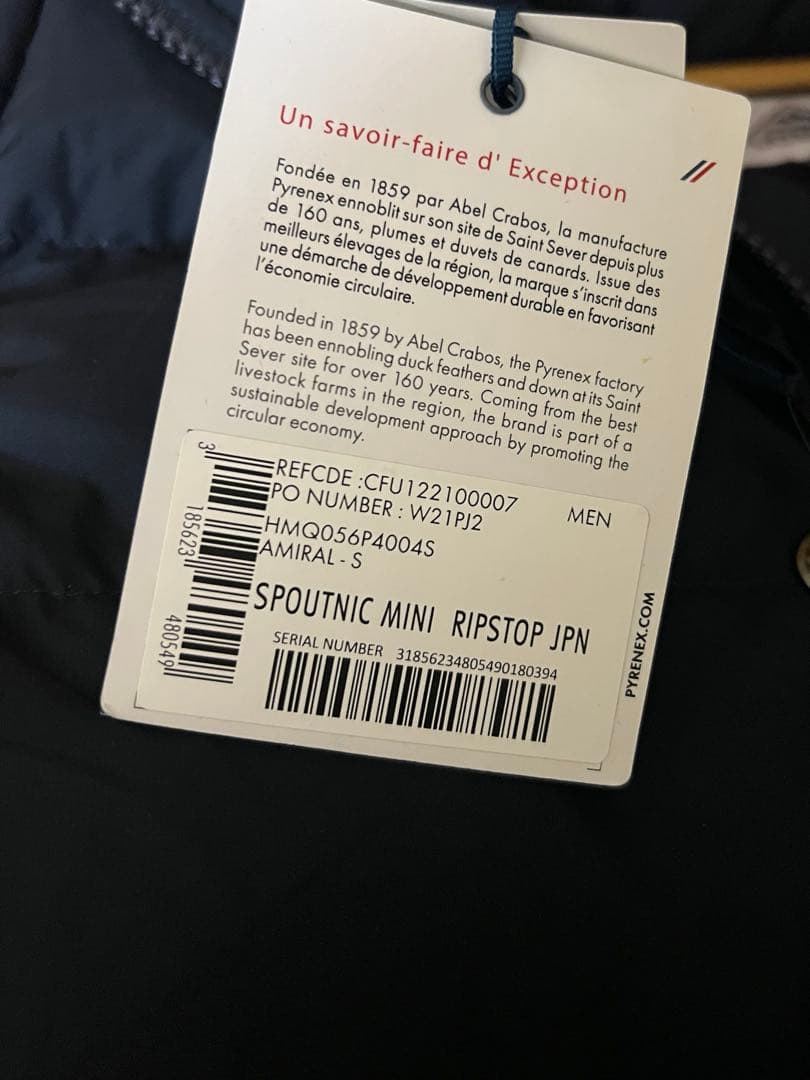 Un savoir-faire d' Exception
Fondée en 1859 par Abel Crabos, la manufacture
Pyrenex ennoblit sur son site de Saint Sever depuis plus
de 160 ans, plumes et duvets de canards. Issue des
meilleurs élevages de la région, la marque s'inscrit dans
une démarche de développement durable en favorisant
l'économie circulaire.
Founded in 1859 by Abel Crabos, the Pyrenex factory
has been ennobling duck feathers and down at its Saint
Sever site for over 160 years. Coming from the best
livestock farms in the region, the brand is part of a
sustainable development approach by promoting the
circular economy.
3 185623 480549
REFCDE :CFU122100007
MEN
PO NUMBER : W21PJ2
HMQ056P4004S
AMIRAL - S
SPOUTNIC MINI RIPSTOP JPN
SERIAL NUMBER 31856234805490180394
PYRENEX.COM